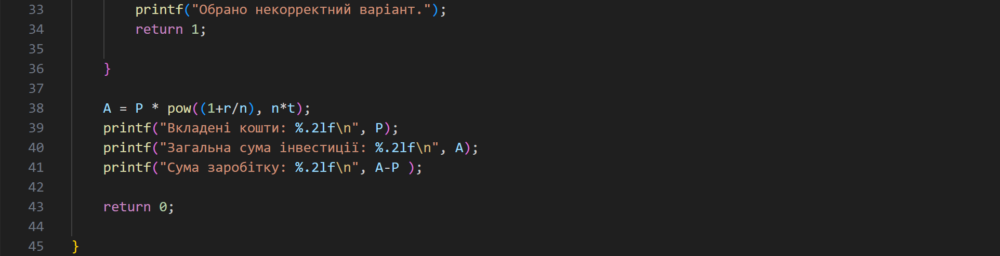 33 printf("Обрано некорректний варіант.");
34 return 1;
35
36 }
37
38 A = P * pow((1+r/n), n*t);
39 printf("Вкладені кошти: %.2lf\n", P);
40 printf("Загальна сума інвестиції: %.2lf\n", A);
41 printf("Сума заробітку: %.2lf\n", A-P );
42
43 return 0;
44
45 }